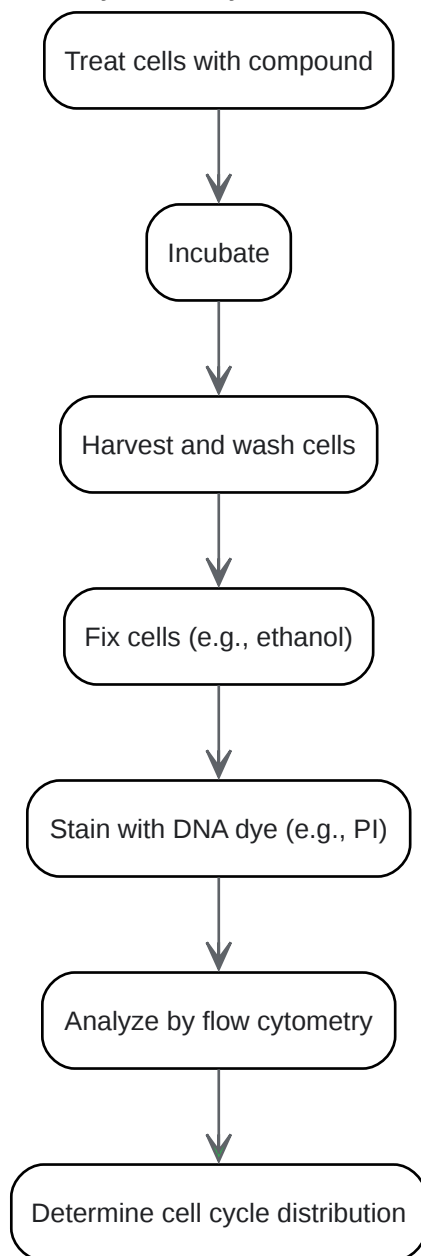 Treat cells with compound
Incubate
Harvest and wash cells
Fix cells (e.g., ethanol)
Stain with DNA dye (e.g., PI)
Analyze by flow cytometry
Determine cell cycle distribution